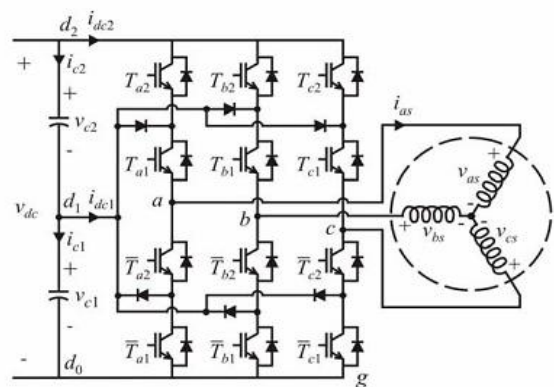 d2 idc2
+ ic2
Ta2 Tb2 Tc2
+
vc2
-
ias
Ta1 Tb1 Tc1
+
vas
-
vdc
d1 idc1
a
b
+ vbs -
c
- vcs +
ic1
+
vc1
-
T̅a2 T̅b2 T̅c2
T̅a1 T̅b1 T̅c1
-
d0
g